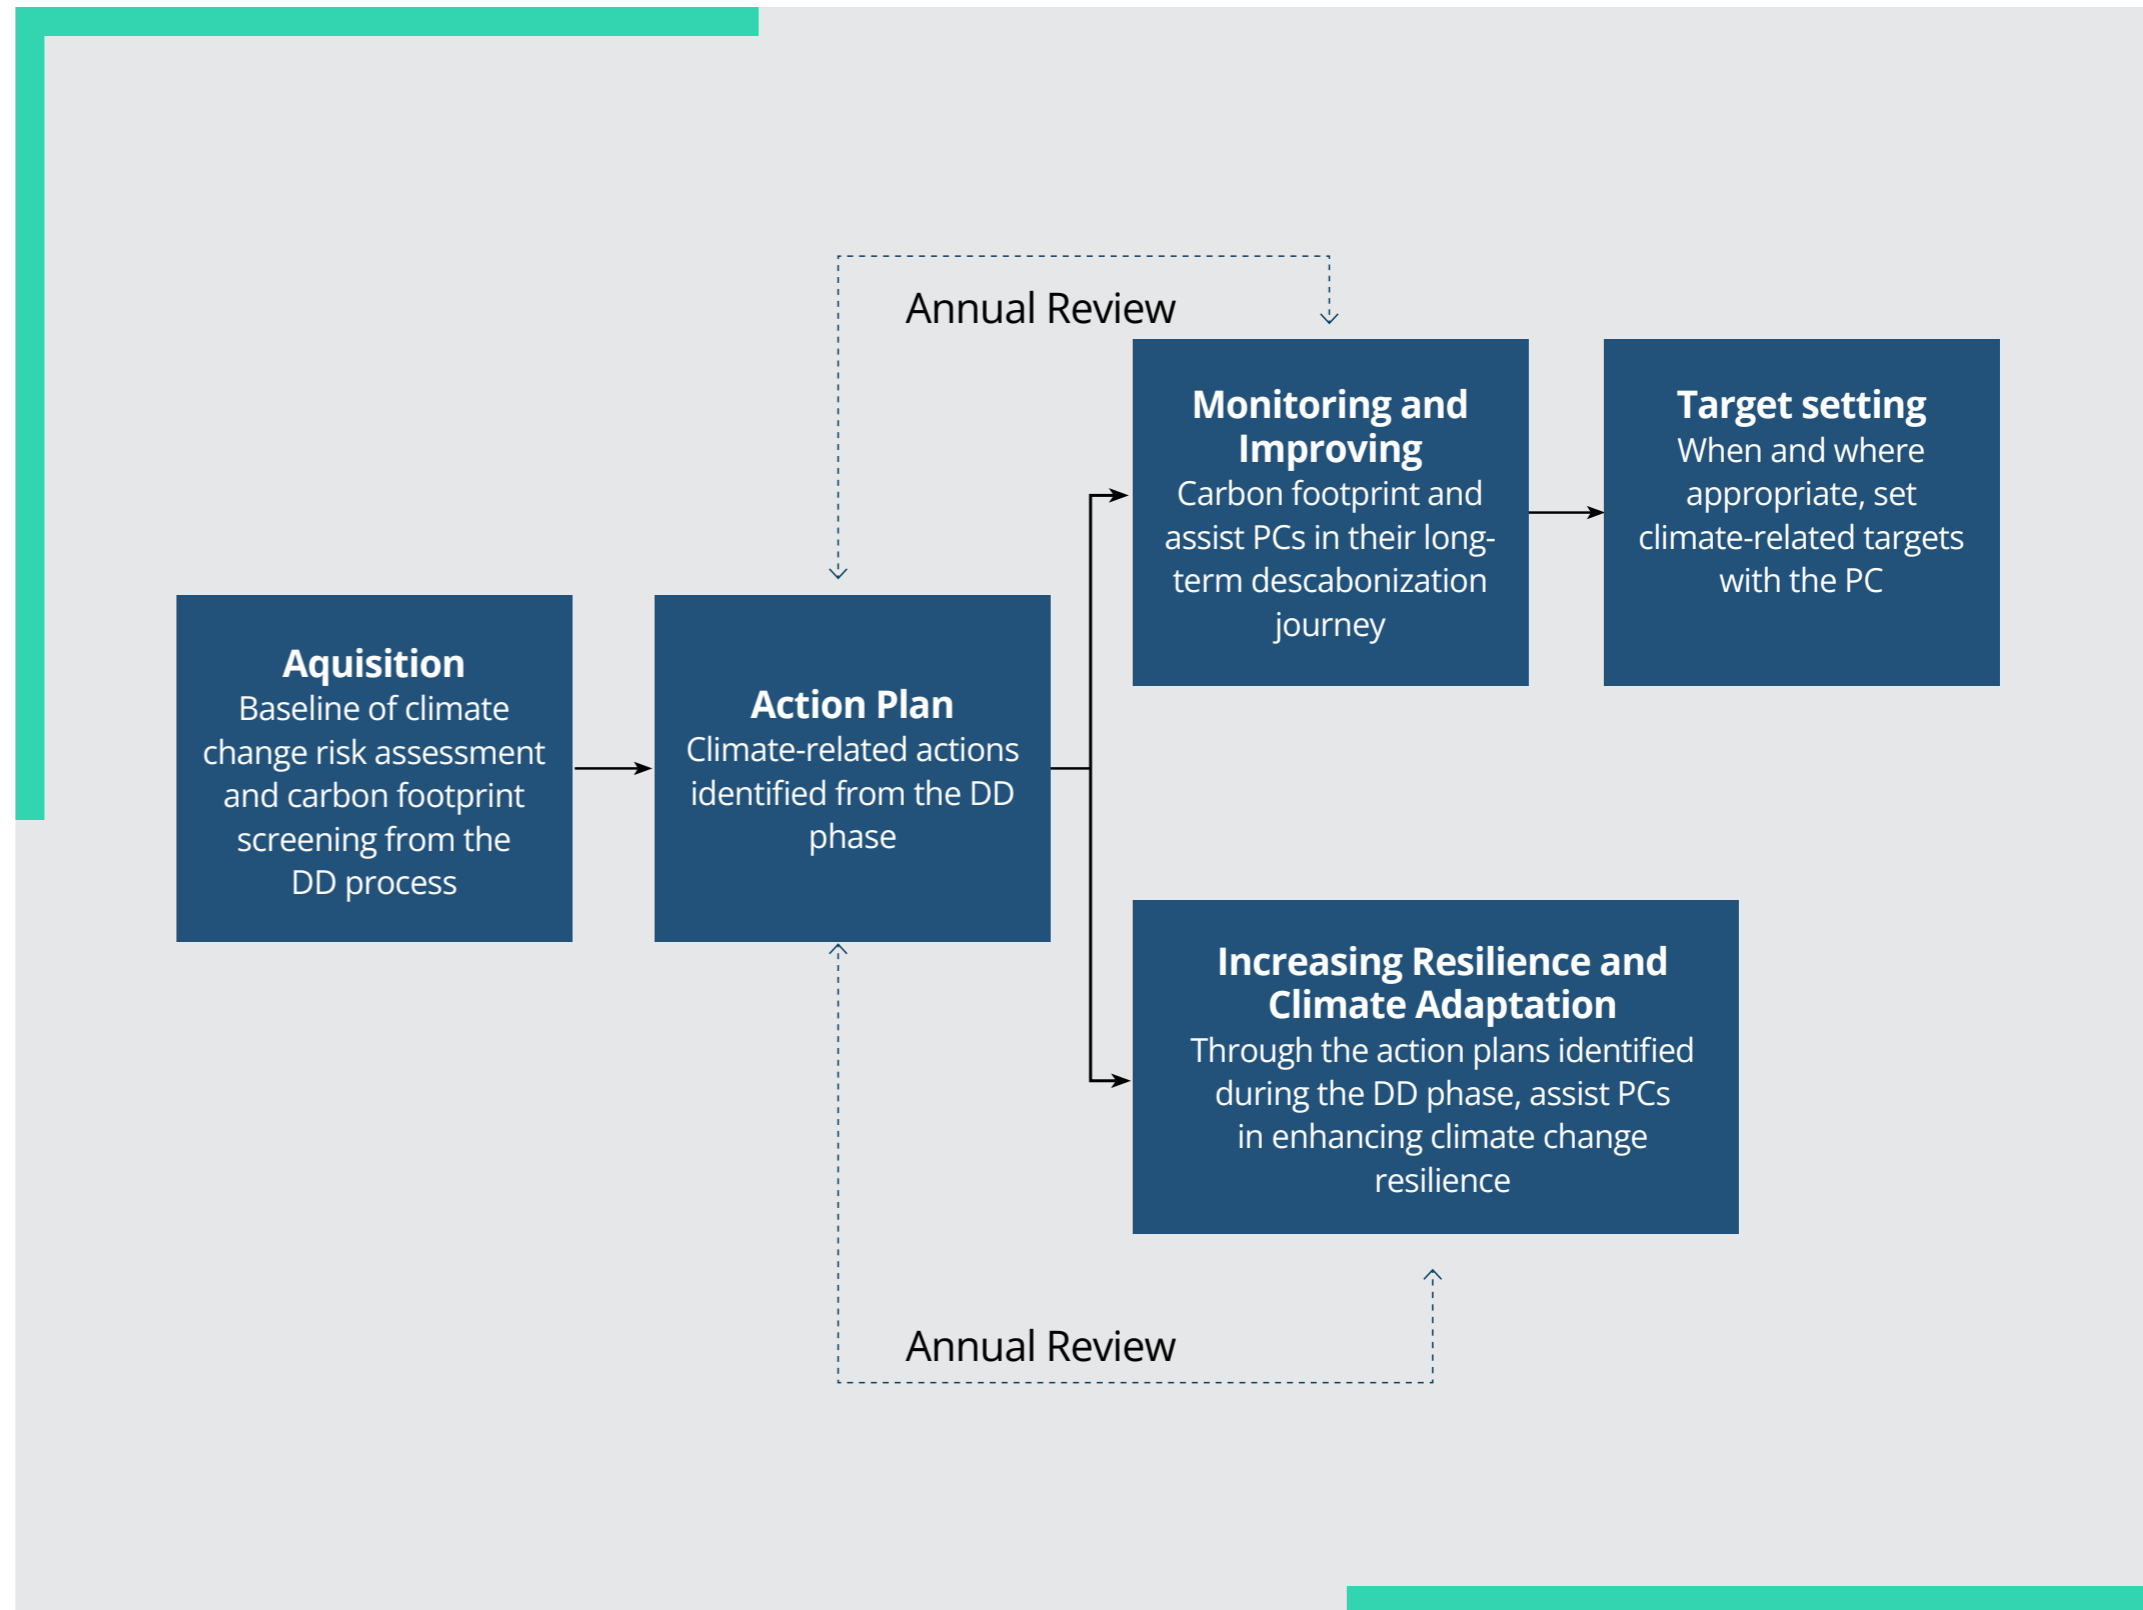 Annual Review
Monitoring and
Improving
Carbon footprint and
assist PCs in their long-
term descabonization
journey
Target setting
When and where
appropriate, set
climate-related targets
with the PC
Aquisition
Baseline of climate
change risk assessment
and carbon footprint
screening from the
DD process
Action Plan
Climate-related actions
identified from the DD
phase
Increasing Resilience and
Climate Adaptation
Through the action plans identified
during the DD phase, assist PCs
in enhancing climate change
resilience
Annual Review